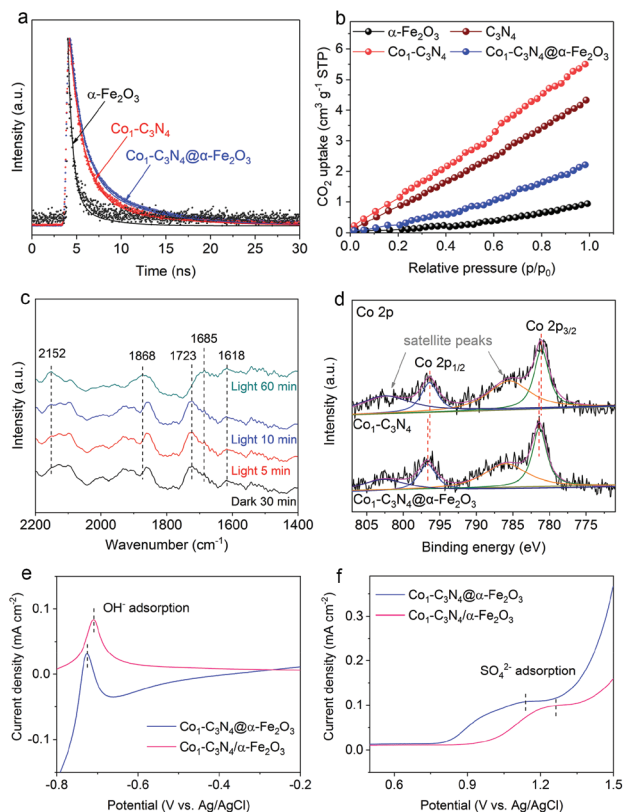 a
α-Fe₂O₃
Co₁-C₃N₄
Co₁-C₃N₄@α-Fe₂O₃
Intensity (a.u.)
0 5 10 15 20 25 30
Time (ns)
b
α-Fe₂O₃ C₃N₄
Co₁-C₃N₄ Co₁-C₃N₄@α-Fe₂O₃
CO₂ uptake (cm³ g⁻¹ STP)
6
5
4
3
2
1
0
0.0 0.2 0.4 0.6 0.8 1.0
Relative pressure (p/p₀)
c
1685
2152 1868 1723 1618
Light 60 min
Light 10 min
Light 5 min
Dark 30 min
Intensity (a.u.)
2200 2000 1800 1600 1400
Wavenumber (cm⁻¹)
d
Co 2p
Co 2p₃/₂
satellite peaks
Co 2p₁/₂
Co₁-C₃N₄
Co₁-C₃N₄@α-Fe₂O₃
Intensity (a.u.)
805 795 785 775
Binding energy (eV)
e
OH⁻ adsorption
Co₁-C₃N₄@α-Fe₂O₃
Co₁-C₃N₄/α-Fe₂O₃
Current density (mA cm⁻²)
0.1
0.0
-0.1
-0.8 -0.6 -0.4 -0.2
Potential (V vs. Ag/AgCl)
f
Co₁-C₃N₄@α-Fe₂O₃
Co₁-C₃N₄/α-Fe₂O₃
SO₄²⁻ adsorption
Current density (mA cm⁻²)
0.3
0.2
0.1
0.0
0.6 0.9 1.2 1.5
Potential (V vs. Ag/AgCl)